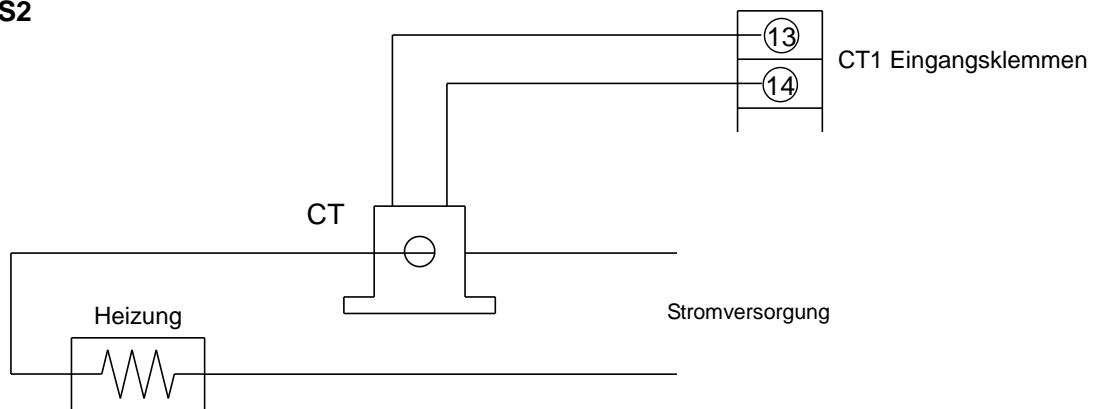 S2
13
CT1 Eingangsklemmen
14
CT
Heizung
Stromversorgung